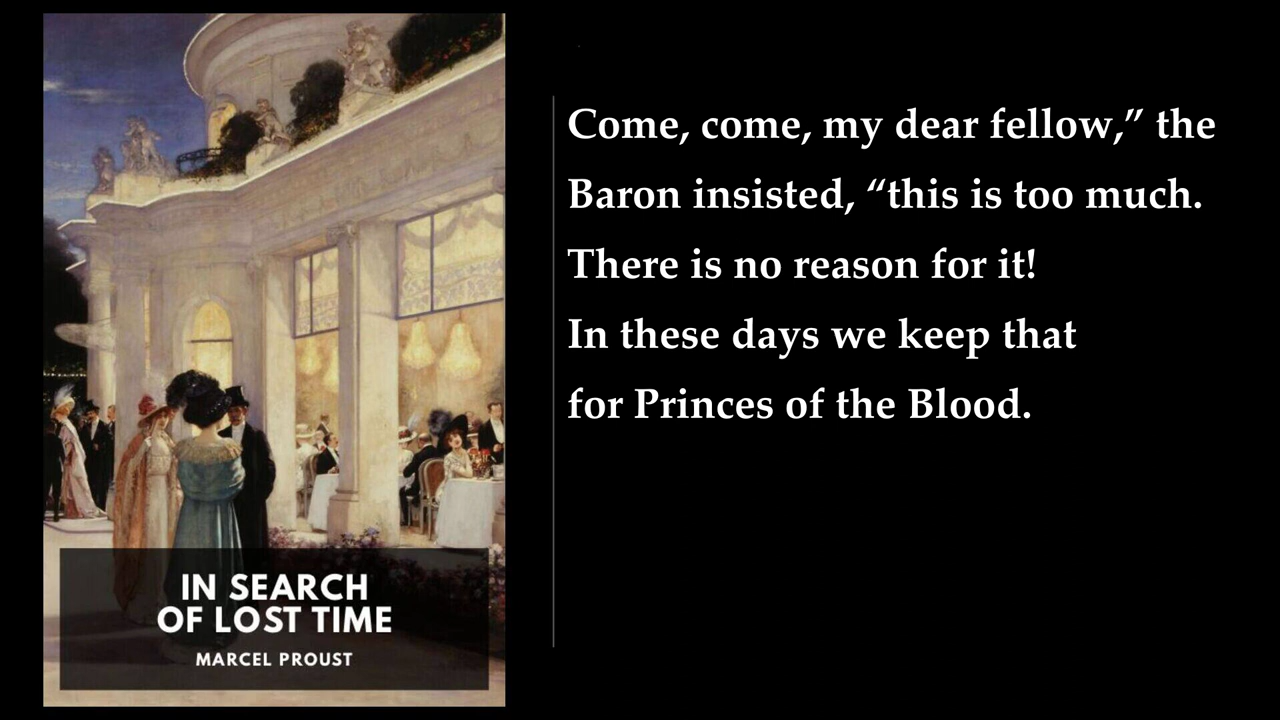 Come, come, my dear fellow,” the
Baron insisted, “this is too much.
There is no reason for it!
In these days we keep that
for Princes of the Blood.
IN SEARCH
OF LOST TIME
MARCEL PROUST